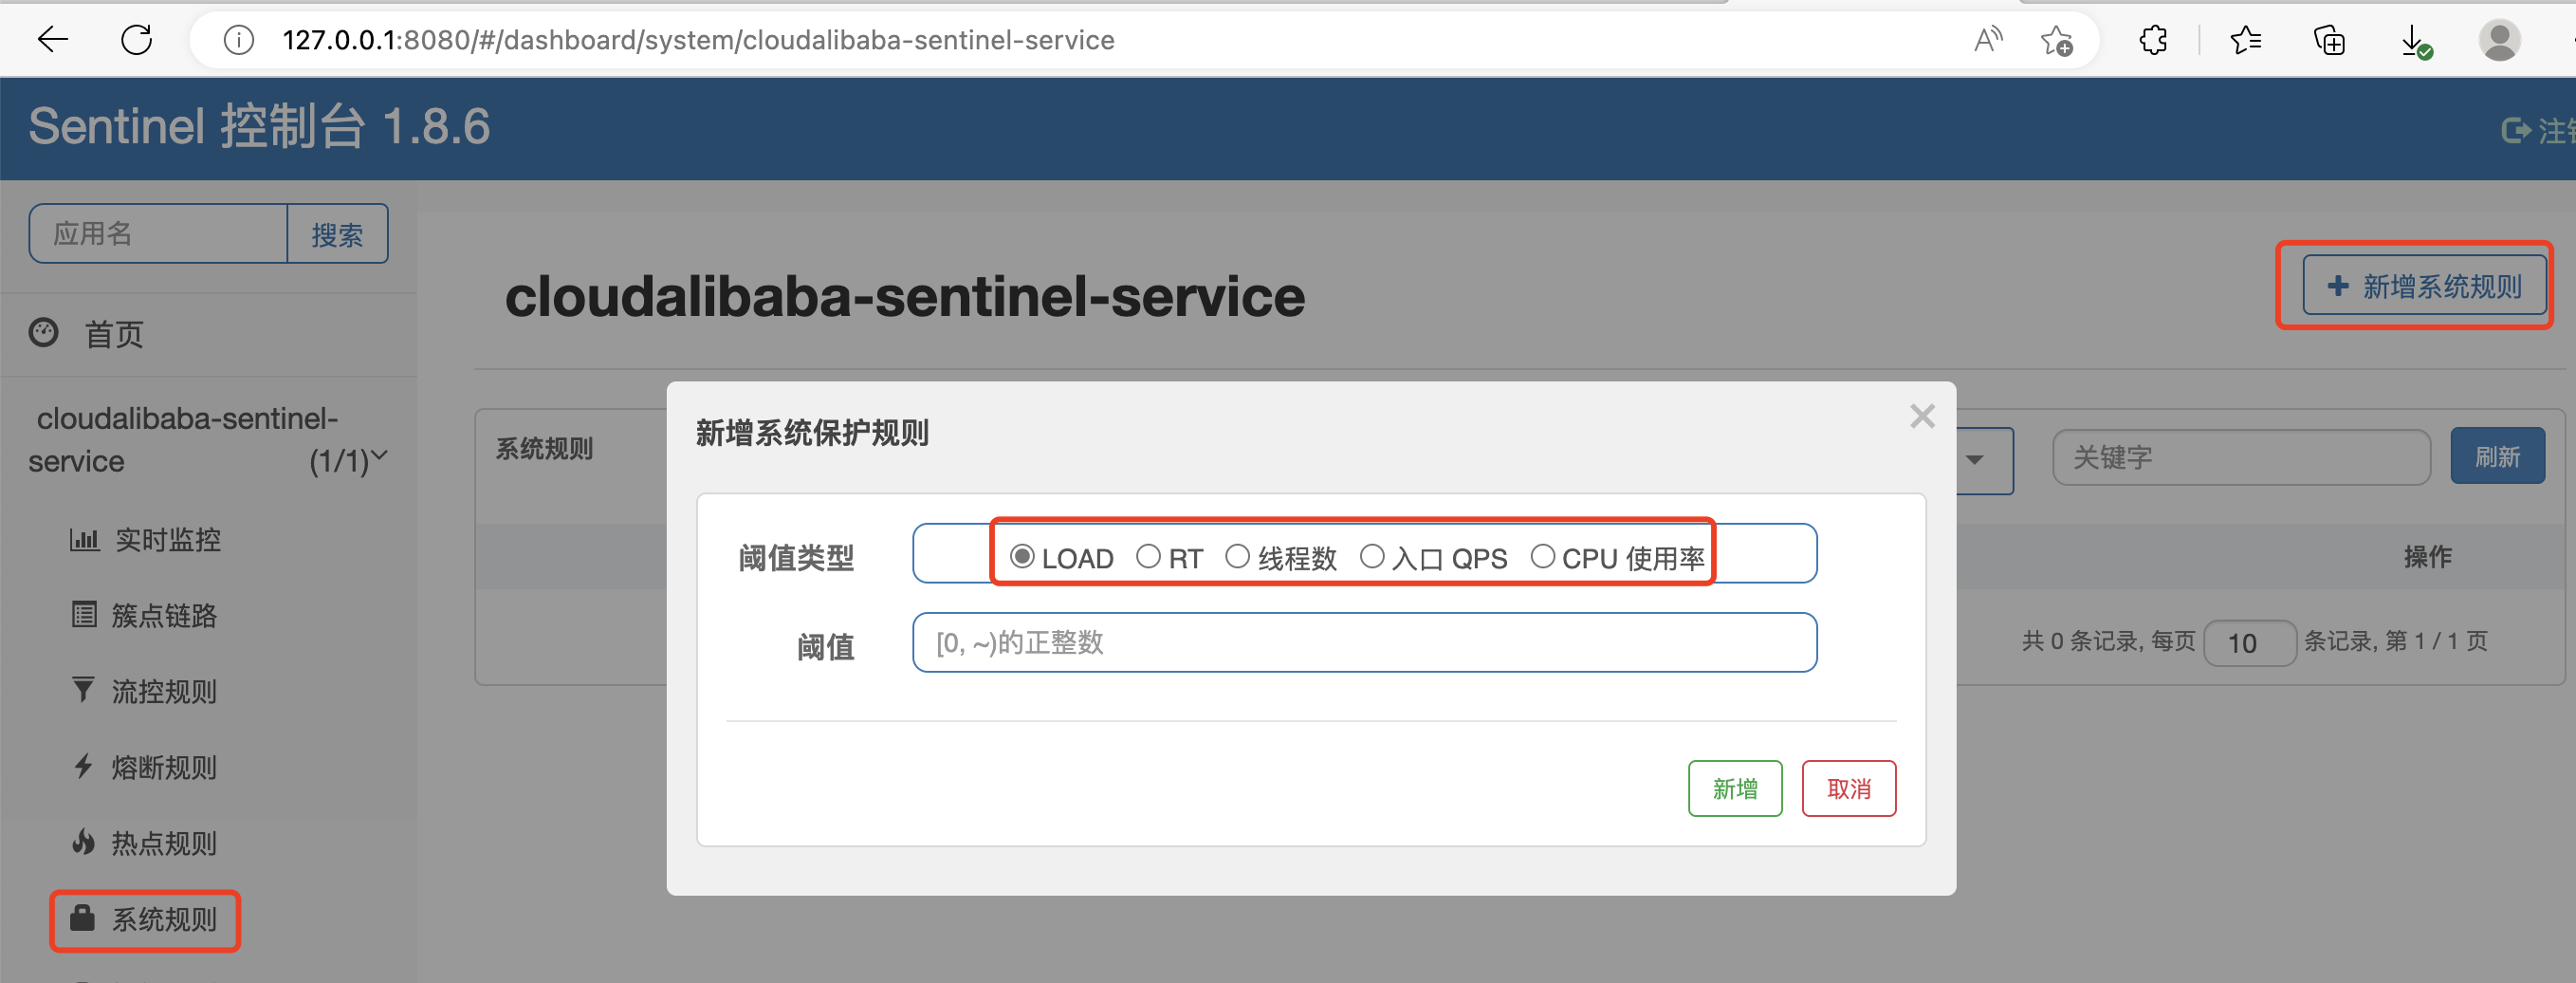 127.0.0.1:8080/#/dashboard/system/cloudalibaba-sentinel-service
Sentinel 控制台 1.8.6
注销
应用名
搜索
首页
cloudalibaba-sentinel-service
(1/1)
实时监控
簇点链路
流控规则
熔断规则
热点规则
系统规则
cloudalibaba-sentinel-service
新增系统规则
系统规则
关键字
刷新
操作
共 0 条记录, 每页 10 条记录, 第 1 / 1 页
新增系统保护规则
×
阈值类型
LOAD RT 线程数 入口 QPS CPU 使用率
阈值
[0, ~)的正整数
新增
取消